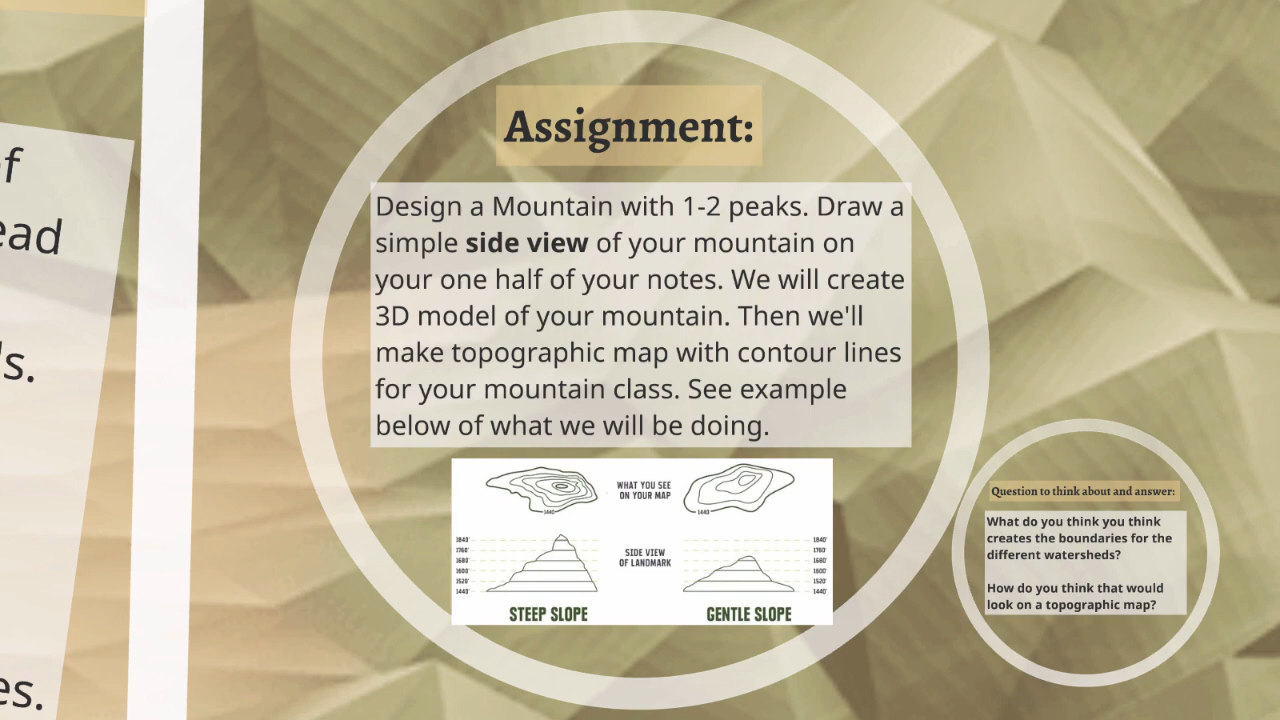 f
ead
s.
es.
Assignment:
Design a Mountain with 1-2 peaks. Draw a
simple side view of your mountain on
your one half of your notes. We will create
3D model of your mountain. Then we'll
make topographic map with contour lines
for your mountain class. See example
below of what we will be doing.
WHAT YOU SEE
ON YOUR MAP
1440
1440
SIDE VIEW
OF LANDMARK
1840'
1760'
1680'
1600'
1520'
1440'
1840'
1760'
1680'
1600'
1520'
1440'
STEEP SLOPE
GENTLE SLOPE
Question to think about and answer:
What do you think you think
creates the boundaries for the
different watersheds?
How do you think that would
look on a topographic map?